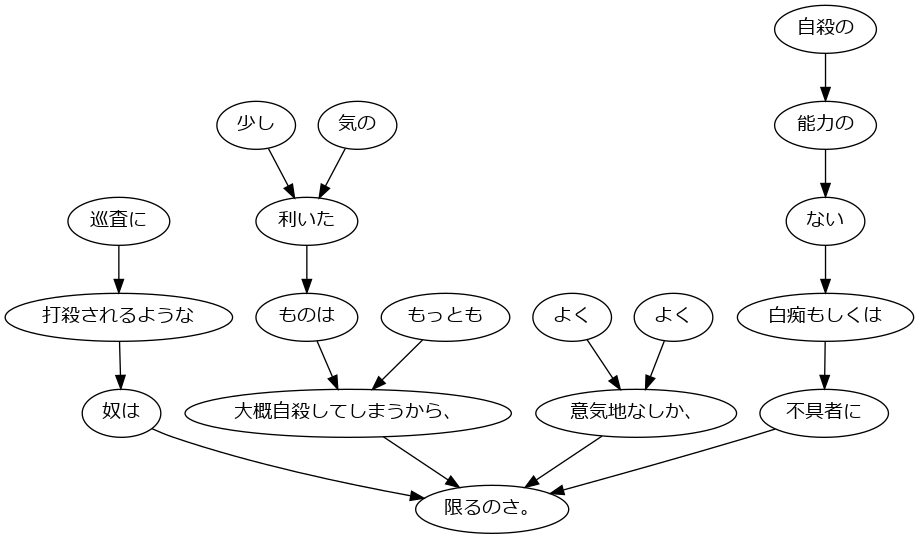 自殺の
少し
気の
能力の
巡査に
利いた
ない
打殺されるような
ものは
もっとも
よく
よく
白痴もしくは
奴は
大概自殺してしまうから、
意気地なしか、
不具者に
限るのさ。